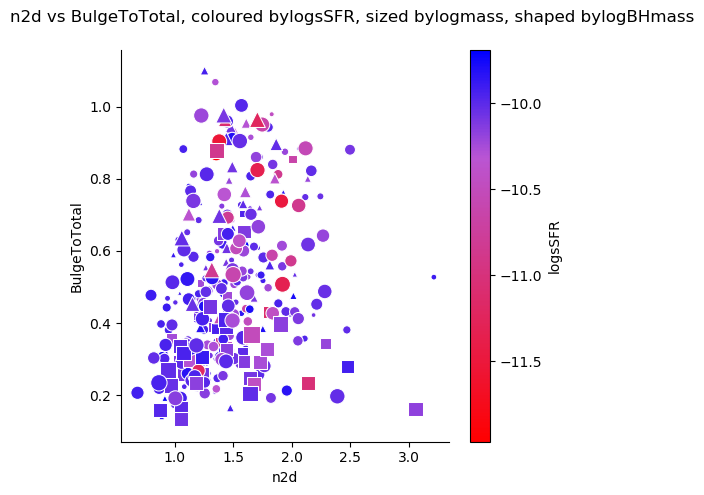 n2d vs BulgeToTotal, coloured bylogsSFR, sized bylogmass, shaped bylogBHmass
1.0
0.8
0.6
0.4
0.2
BulgeToTotal
1.0 1.5 2.0 2.5 3.0
n2d
−10.0
−10.5
−11.0
−11.5
logsSFR